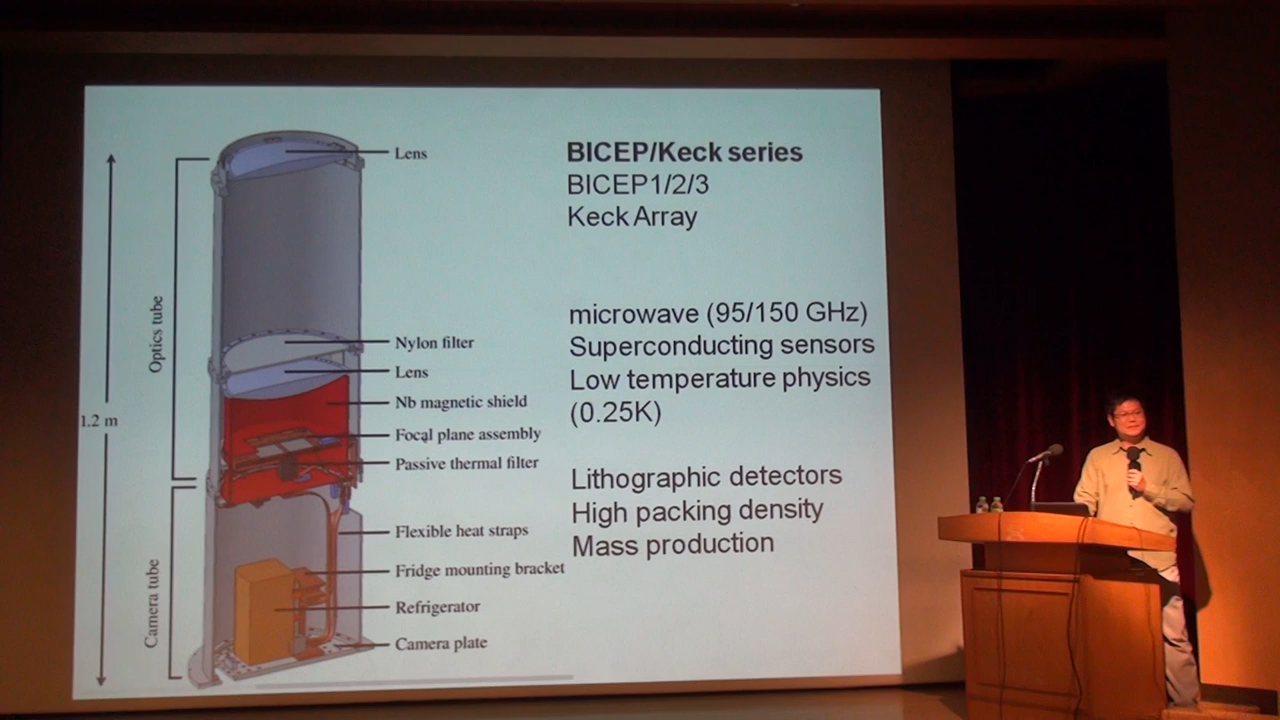 BICEP/Keck series
BICEP1/2/3
Keck Array
microwave (95/150 GHz)
Superconducting sensors
Low temperature physics
(0.25K)
Lithographic detectors
High packing density
Mass production
1.2 m
Optics tube
Camera tube
Lens
Nylon filter
Lens
Nb magnetic shield
Focal plane assembly
Passive thermal filter
Flexible heat straps
Fridge mounting bracket
Refrigerator
Camera plate